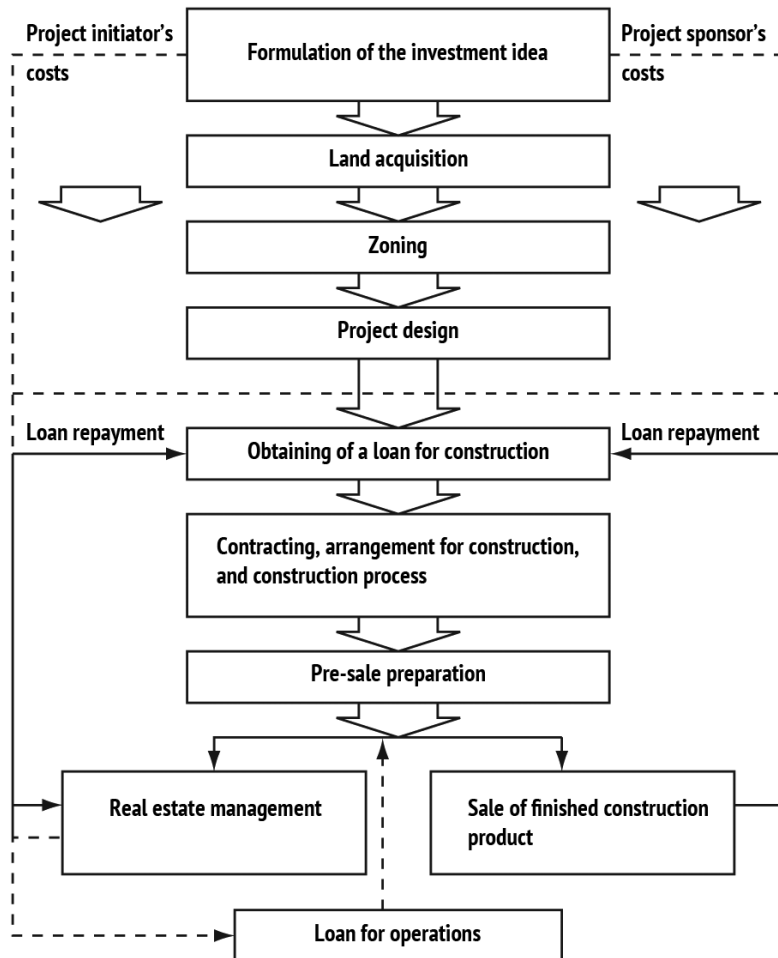 Project initiator’s
costs
Formulation of the investment idea
Project sponsor’s
costs
Land acquisition
Zoning
Project design
Loan repayment
Obtaining of a loan for construction
Loan repayment
Contracting, arrangement for construction,
and construction process
Pre-sale preparation
Real estate management
Sale of finished construction
product
Loan for operations